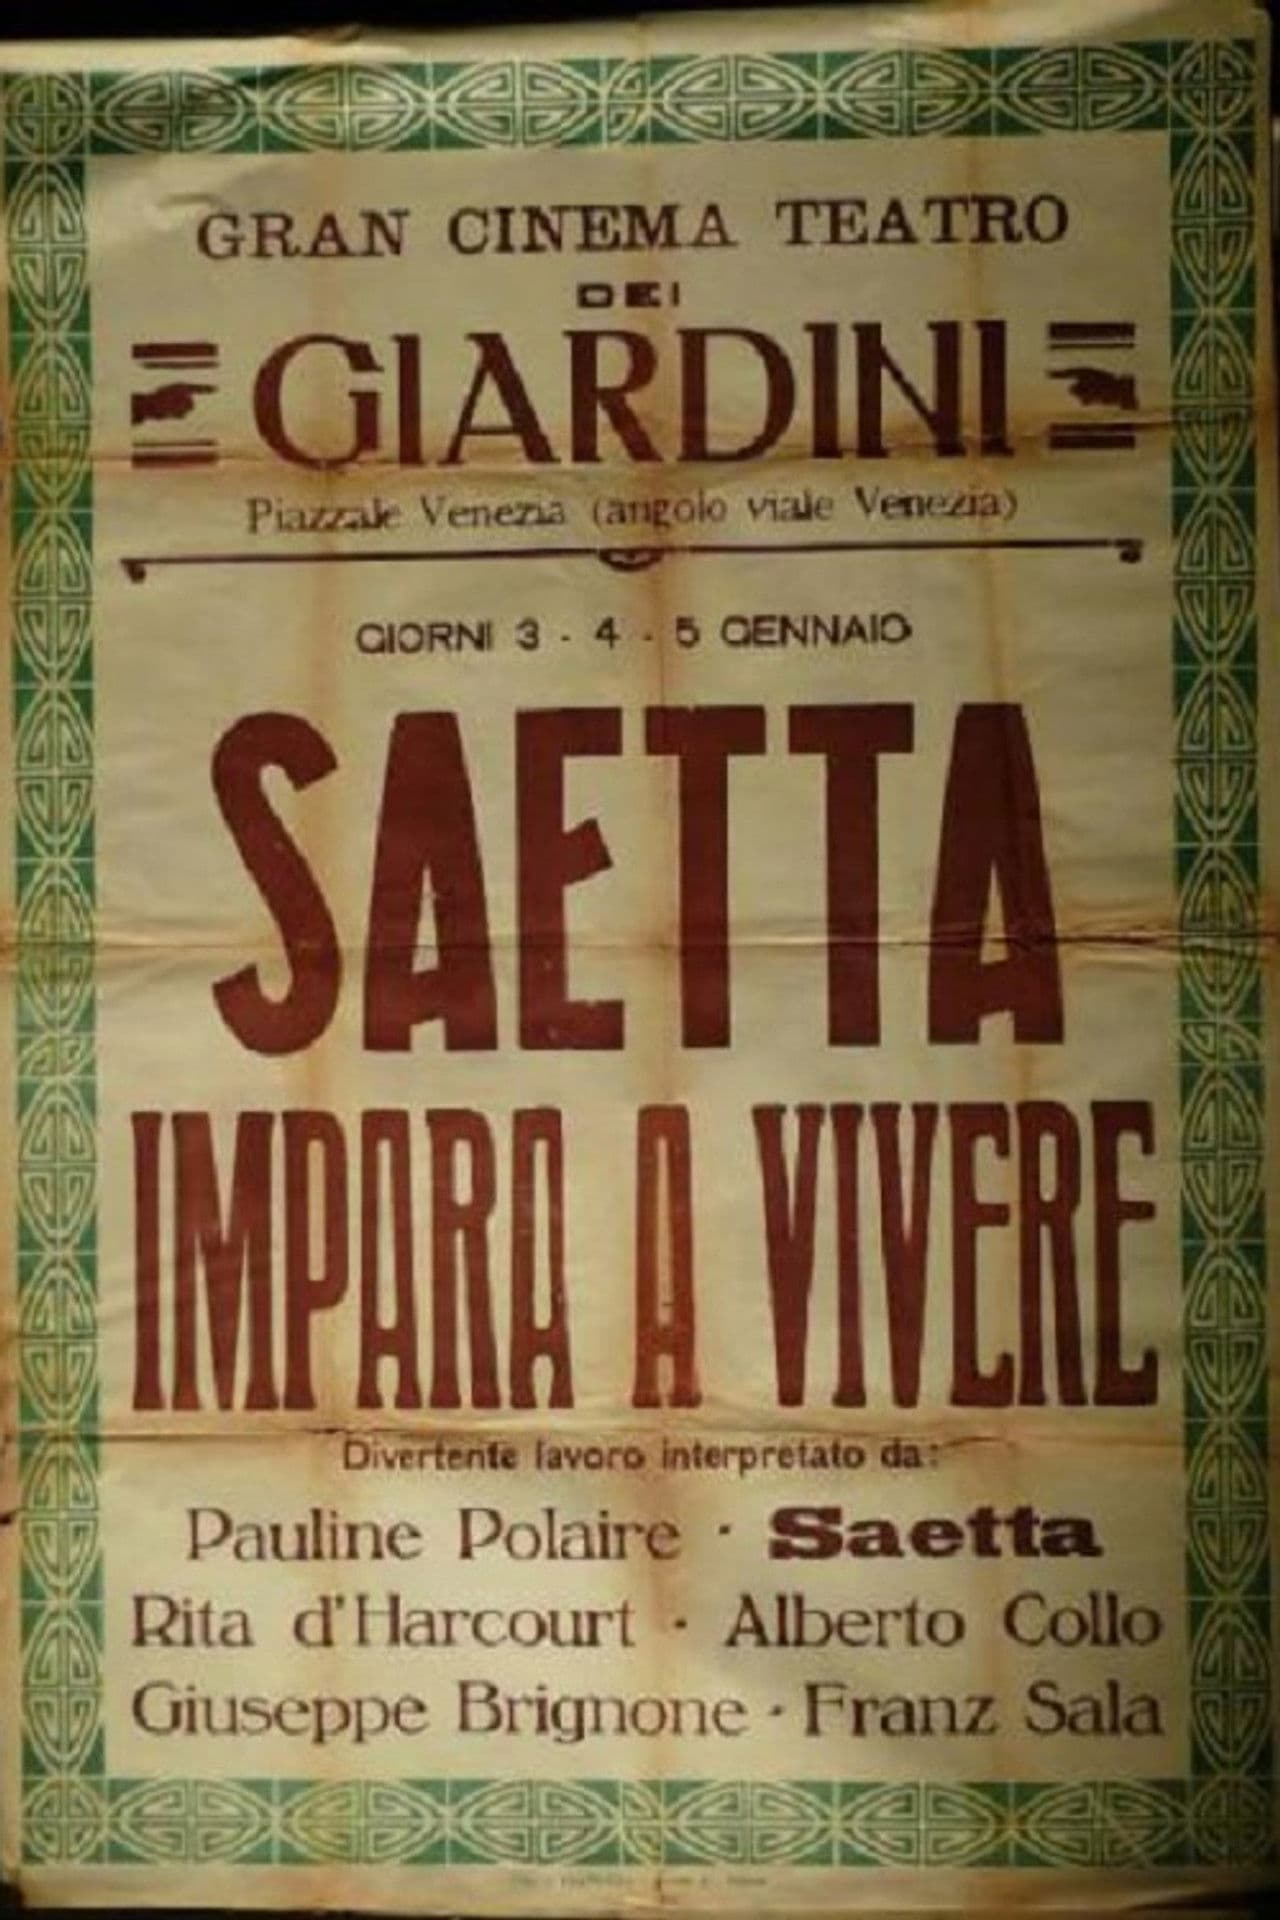 GRAN CINEMA TEATRO
DEI
GIARDINI
Piazzale Venezia (angolo viale Venezia)
GIORNI 3 - 4 - 5 GENNAIO
SAETTA
IMPARA A VIVERE
Divertente lavoro interpretato da:
Pauline Polaire · Saetta
Rita d'Harcourt · Alberto Collo
Giuseppe Brignone · Franz Sala